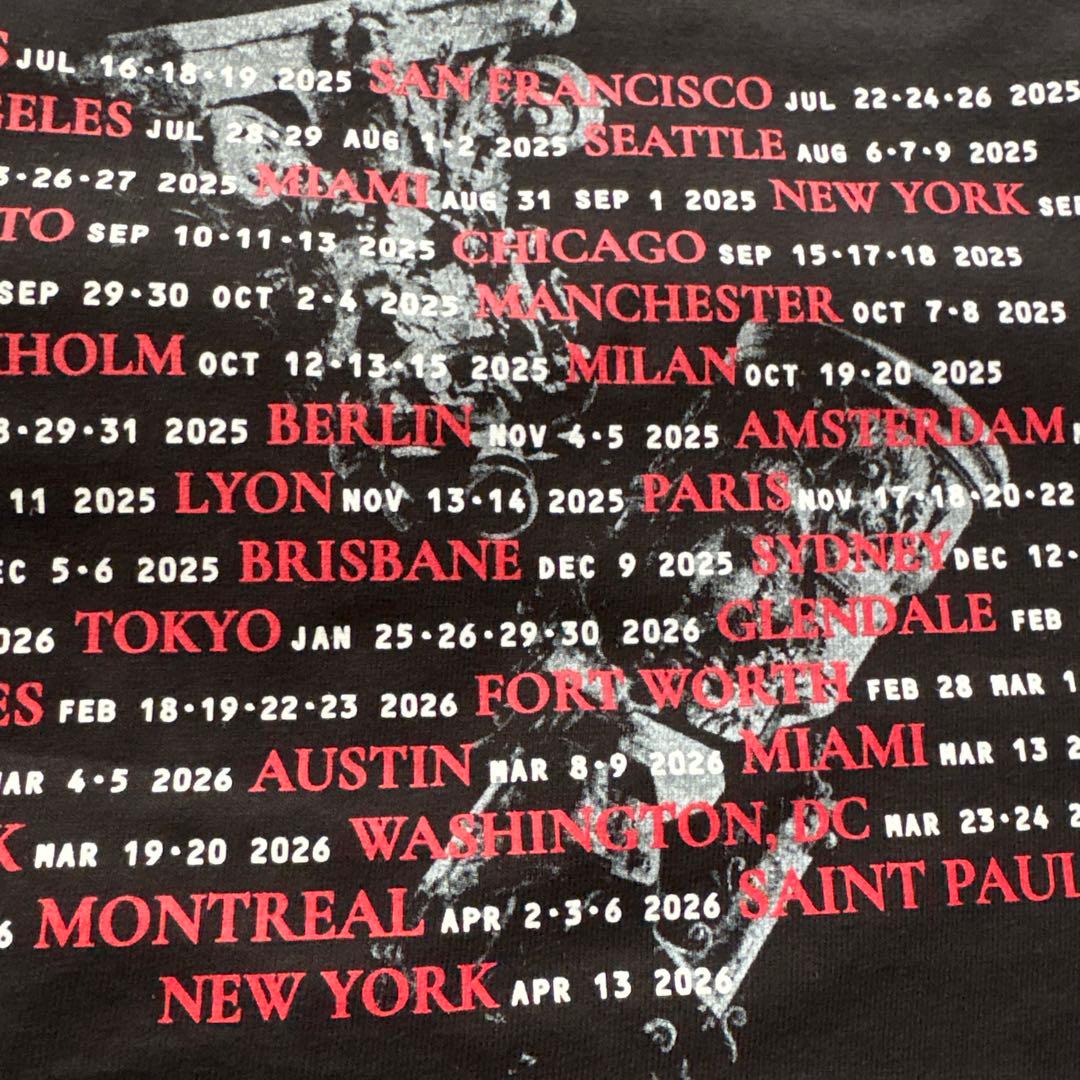 S JUL 16•18•19 2025 SAN FRANCISCO JUL 22•24•26 2025
ELES JUL 28•29 AUG 1•2 2025 SEATTLE AUG 6•7•9 2025
•26•27 2025 MIAMI AUG 31 SEP 1 2025 NEW YORK SEP
TO SEP 10•11•13 2025 CHICAGO SEP 15•17•18 2025
SEP 29•30 OCT 2•4 2025 MANCHESTER OCT 7•8 2025
HOLM OCT 12•13•15 2025 MILAN OCT 19•20 2025
•29•31 2025 BERLIN NOV 4•5 2025 AMSTERDAM
11 2025 LYON NOV 13•14 2025 PARIS NOV 17•18•20•22
EC 5•6 2025 BRISBANE DEC 9 2025 SYDNEY DEC 12•
026 TOKYO JAN 25•26•29•30 2026 GLENDALE FEB
ES FEB 18•19•22•23 2026 FORT WORTH FEB 28 MAR 1
AR 4•5 2026 AUSTIN MAR 8•9 2026 MIAMI MAR 13 2
K MAR 19•20 2026 WASHINGTON, DC MAR 23•24 2
6 MONTREAL APR 2•3•6 2026 SAINT PAUL
NEW YORK APR 13 2026